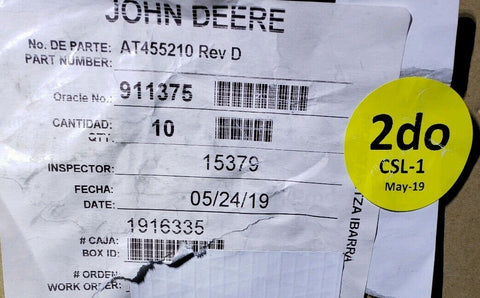 JOHN DEERE
No. DE PARTE: AT455210 Rev D
PART NUMBER:
Oracle No.: 911375
CANTIDAD: 10
QTY:
INSPECTOR: 15379
FECHA:
DATE: 05/24/19
# CAJA: 1916335
BOX ID:
# ORDEN:
WORK ORDER:
2do
CSL-1
May-19
IBARRA